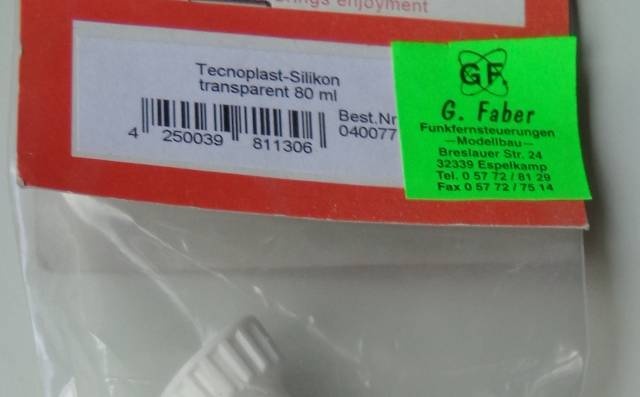 brings enjoyment
Tecnoplast-Silikon
transparent 80 ml
4 250039 811306
Best.Nr
040077
GF
G. Faber
Funkfernsteuerungen
—Modellbau—
Breslauer Str. 24
32339 Espelkamp
Tel. 0 57 72 / 81 29
Fax 0 57 72 / 75 14